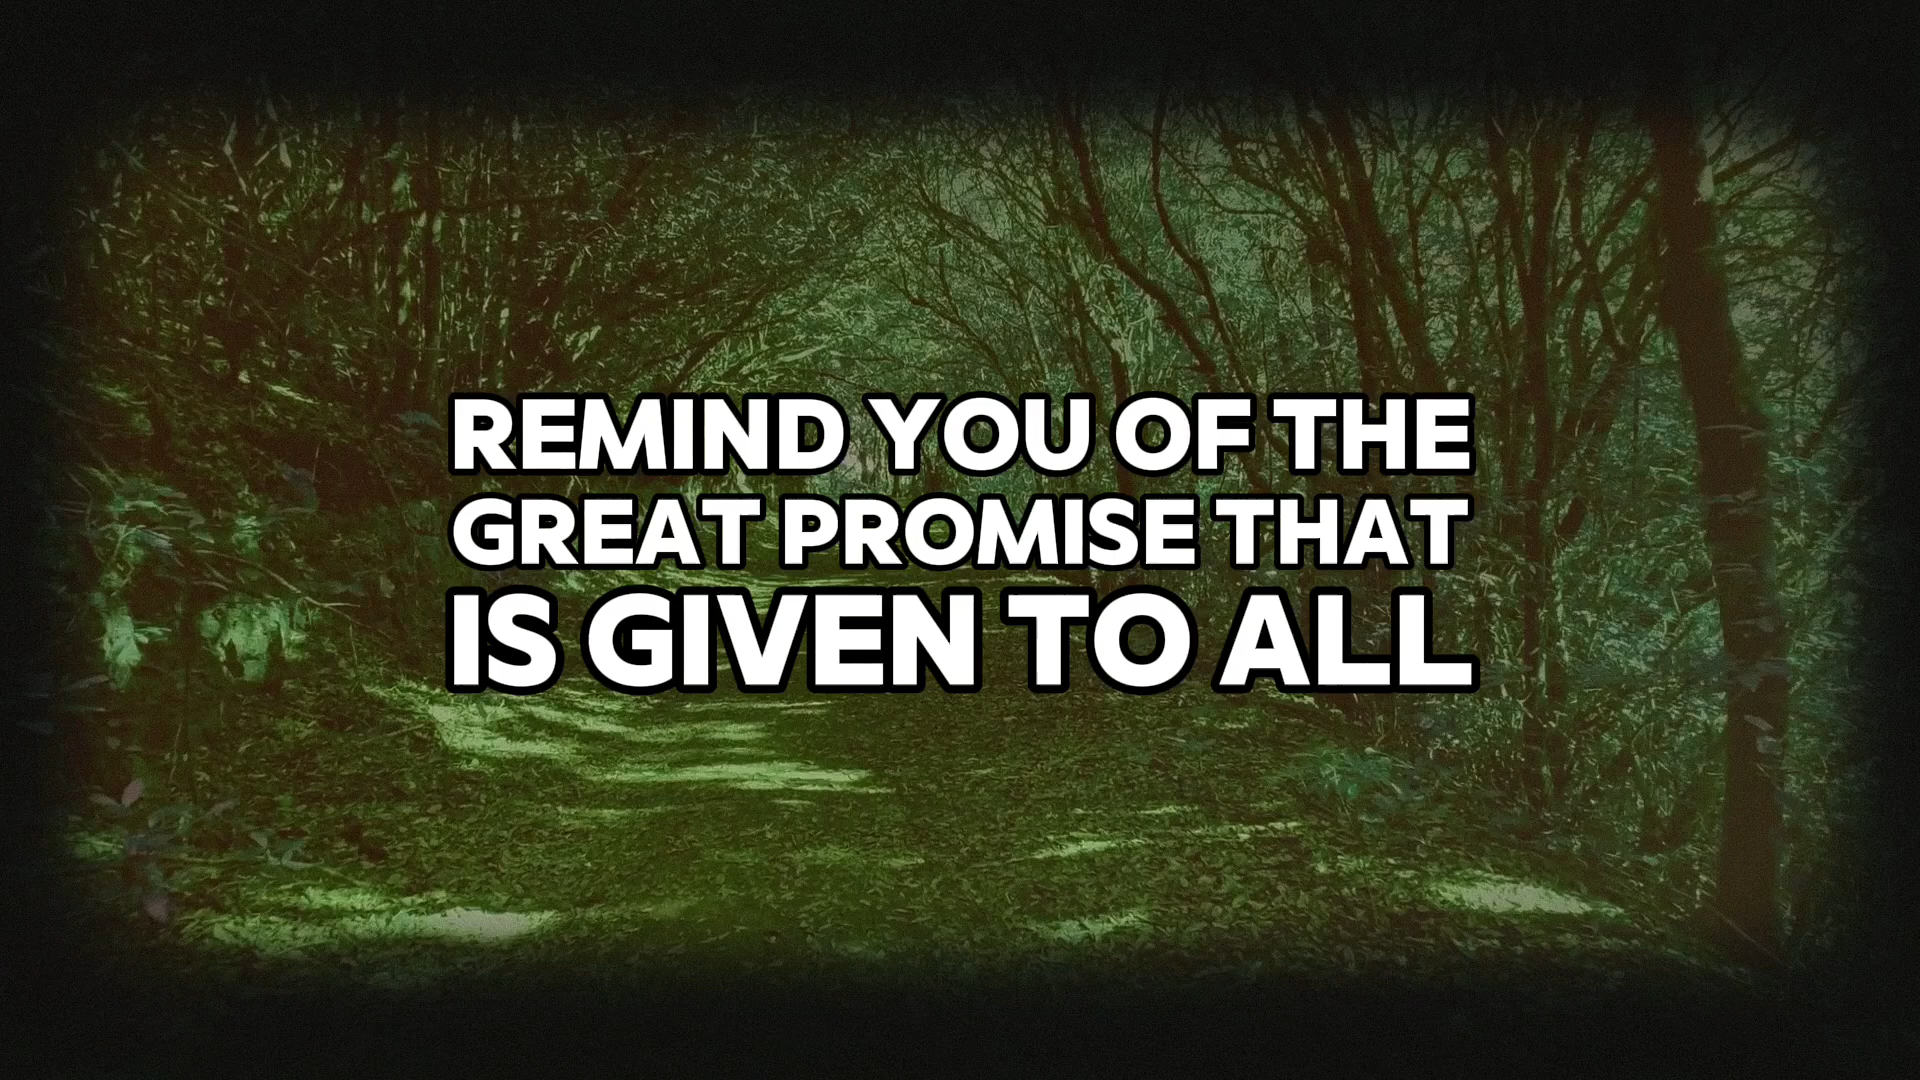 REMIND YOU OF THE
GREAT PROMISE THAT
IS GIVEN TO ALL